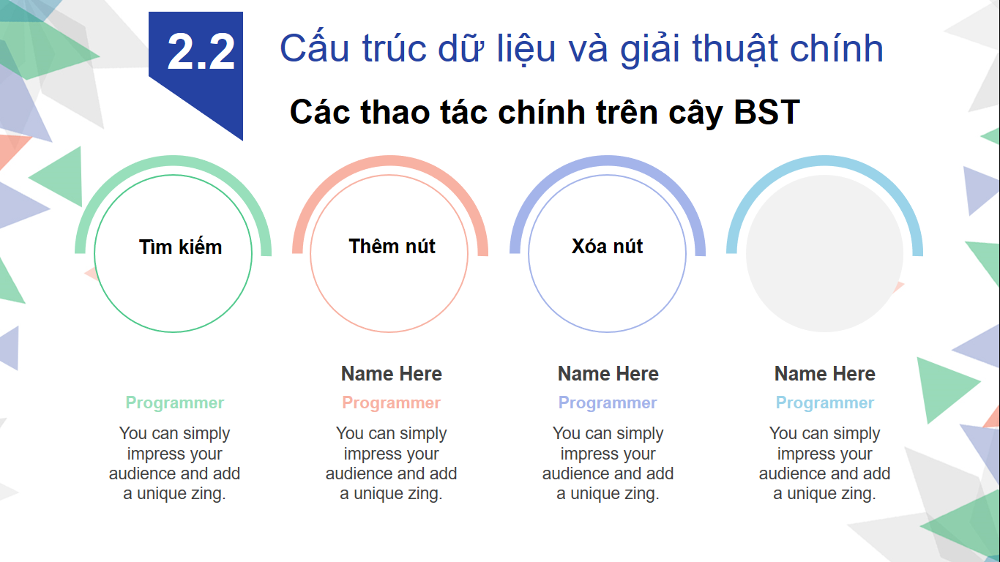 2.2
Cấu trúc dữ liệu và giải thuật chính
Các thao tác chính trên cây BST
Tìm kiếm
Thêm nút
Xóa nút
Programmer
You can simply
impress your
audience and add
a unique zing.
Name Here
Programmer
You can simply
impress your
audience and add
a unique zing.
Name Here
Programmer
You can simply
impress your
audience and add
a unique zing.
Name Here
Programmer
You can simply
impress your
audience and add
a unique zing.